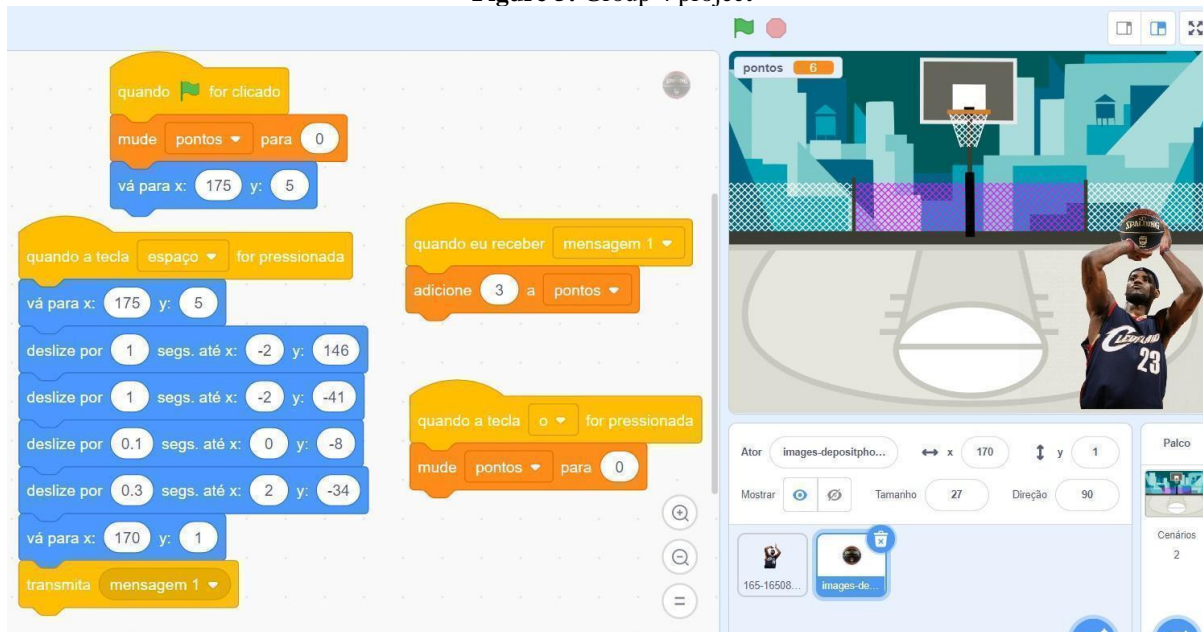 Figure 3. Group 4 project
quando for clicado
mude pontos para 0
vá para x: 175 y: 5
quando a tecla espaço for pressionada
vá para x: 175 y: 5
deslize por 1 segs. até x: -2 y: 146
deslize por 1 segs. até x: -2 y: -41
deslize por 0.1 segs. até x: 0 y: -8
deslize por 0.3 segs. até x: 2 y: -34
vá para x: 170 y: 1
transmita mensagem 1
quando eu receber mensagem 1
adicione 3 a pontos
quando a tecla o for pressionada
mude pontos para 0
pontos 6
SPALDING
CLEVELAND
23
Ator images-depositpho... x 170 y 1
Mostrar Tamanho 27 Direção 90
165-16508...
images-de...
Palco
Cenários
2